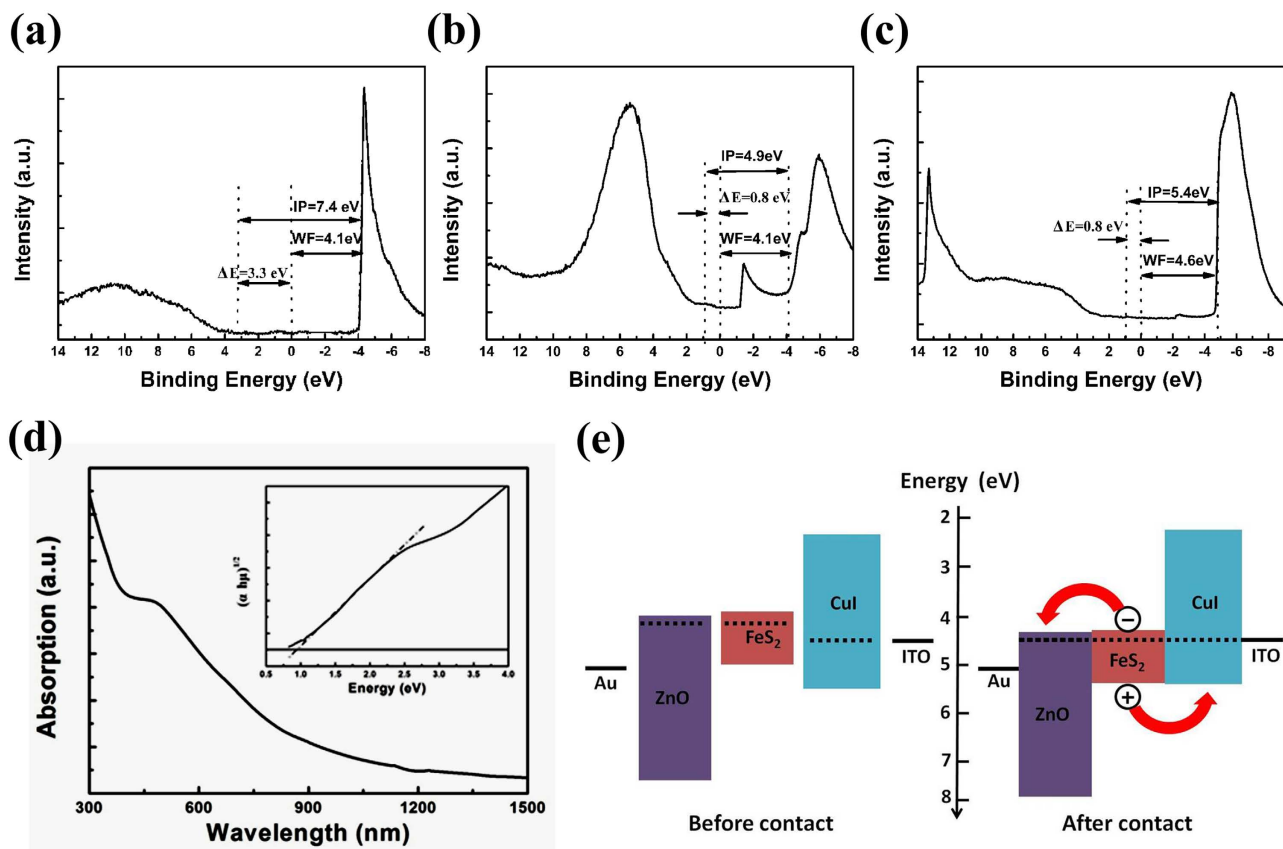 (a)
Intensity (a.u.)
IP=7.4 eV
WF=4.1eV
ΔE=3.3 eV
14 12 10 8 6 4 2 0 -2 -4 -6 -8
Binding Energy (eV)
(b)
Intensity (a.u.)
IP=4.9eV
ΔE=0.8 eV
WF=4.1eV
14 12 10 8 6 4 2 0 -2 -4 -6 -8
Binding Energy (eV)
(c)
Intensity (a.u.)
IP=5.4eV
ΔE=0.8 eV
WF=4.6eV
14 12 10 8 6 4 2 0 -2 -4 -6 -8
Binding Energy (eV)
(d)
Absorption (a.u.)
(α hμ)^1/2
0.5 1.0 1.5 2.0 2.5 3.0 3.5 4.0
Energy (eV)
300 600 900 1200 1500
Wavelength (nm)
(e)
Au
ZnO
FeS2
CuI
ITO
Before contact
Energy (eV)
2
3
4
5
6
7
8
Au
ZnO
−
FeS2
+
CuI
ITO
After contact